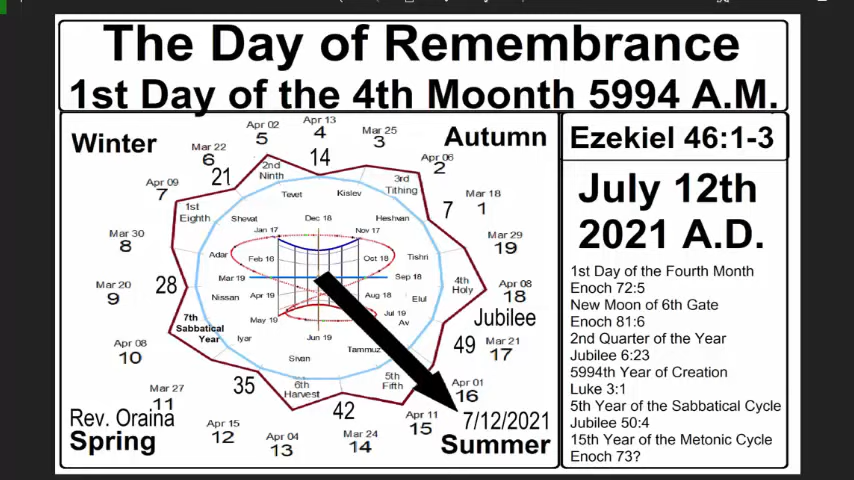 The Day of Remembrance
1st Day of the 4th Moonth 5994 A.M.
Winter
Autumn
Apr 02
5
Apr 13
4
Mar 25
3
Mar 22
6
21
2nd
Ninth
14
3rd
Tithing
Apr 06
2
Apr 09
7
1st
Eighth
Tevet
Kislev
7
Mar 18
1
Shevat
Dec 18
Heshvan
Jan 17
Nov 17
Mar 30
8
Adar
Feb 18
Oct 18
Tishri
Mar 29
19
Mar 20
9
28
Mar 19
Sep 18
4th
Holy
Apr 08
18
Nissan
Apr 19
Aug 18
Elul
Jubilee
7th
Sabbatical
Year
May 19
Jul 19
Av
Iyar
Jun 19
Tammuz
49
Mar 21
17
Apr 08
10
Sivan
35
6th
Harvest
5th
Fifth
Apr 01
16
Mar 27
11
42
Apr 11
15
7/12/2021
Rev. Oraina
Spring
Apr 15
12
Apr 04
13
Mar 24
14
Summer
Ezekiel 46:1-3
July 12th
2021 A.D.
1st Day of the Fourth Month
Enoch 72:5
New Moon of 6th Gate
Enoch 81:6
2nd Quarter of the Year
Jubilee 6:23
5994th Year of Creation
Luke 3:1
5th Year of the Sabbatical Cycle
Jubilee 50:4
15th Year of the Metonic Cycle
Enoch 73?